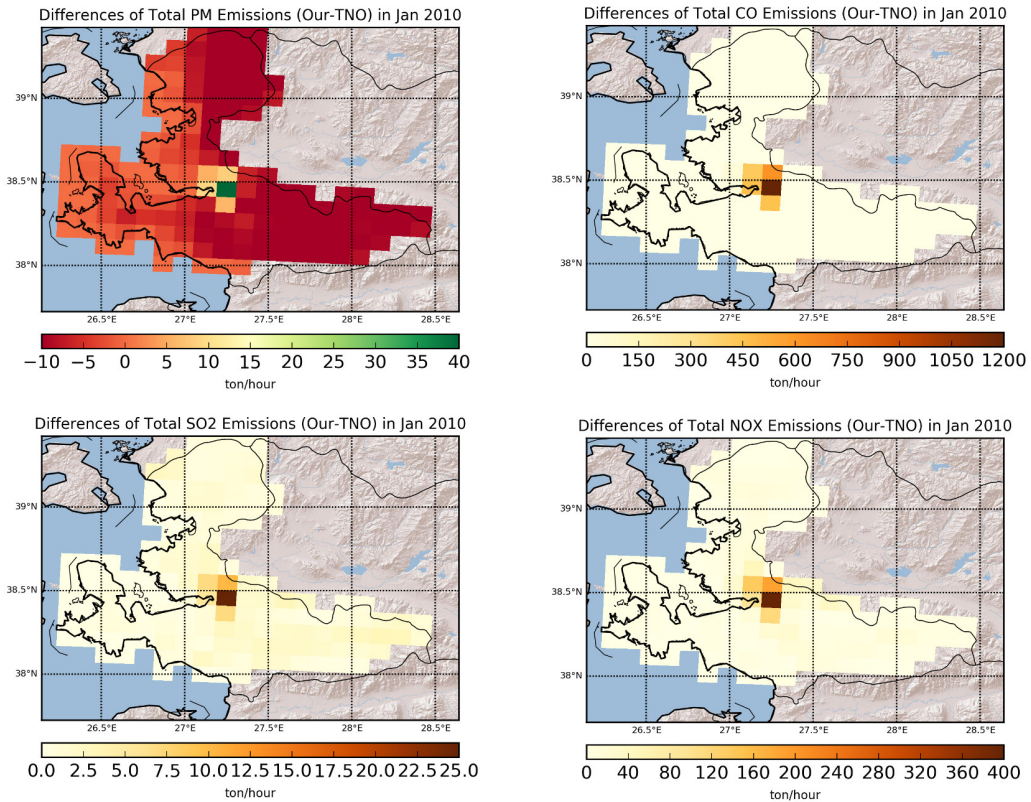 Differences of Total PM Emissions (Our-TNO) in Jan 2010
39°N
38.5°N
38°N
26.5°E 27°E 27.5°E 28°E 28.5°E
−10 −5 0 5 10 15 20 25 30 35 40
ton/hour
Differences of Total CO Emissions (Our-TNO) in Jan 2010
39°N
38.5°N
38°N
26.5°E 27°E 27.5°E 28°E 28.5°E
0 150 300 450 600 750 900 1050 1200
ton/hour
Differences of Total SO2 Emissions (Our-TNO) in Jan 2010
39°N
38.5°N
38°N
26.5°E 27°E 27.5°E 28°E 28.5°E
0.0 2.5 5.0 7.5 10.0 12.5 15.0 17.5 20.0 22.5 25.0
ton/hour
Differences of Total NOX Emissions (Our-TNO) in Jan 2010
39°N
38.5°N
38°N
26.5°E 27°E 27.5°E 28°E 28.5°E
0 40 80 120 160 200 240 280 320 360 400
ton/hour